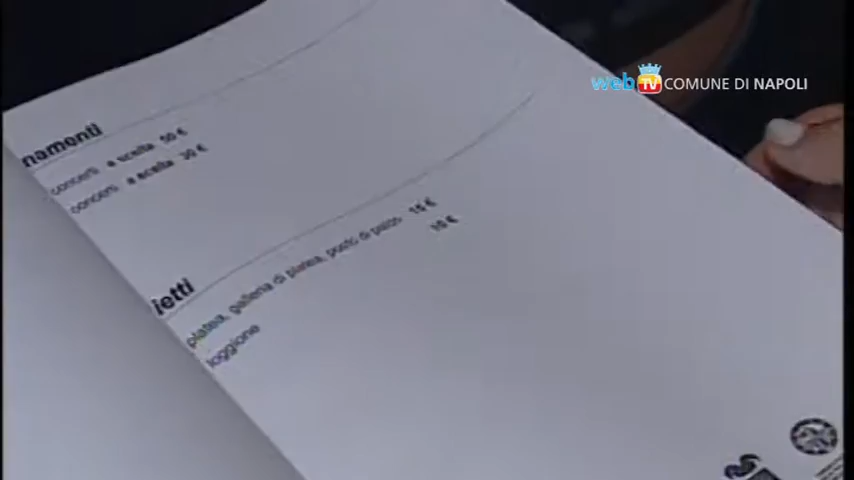 web TV COMUNE DI NAPOLI
namenti
concerti a scelta 50 €
concerti a scelta 30 €
ietti
platea, galleria di platea, posto di palco 15 €
loggione 10 €